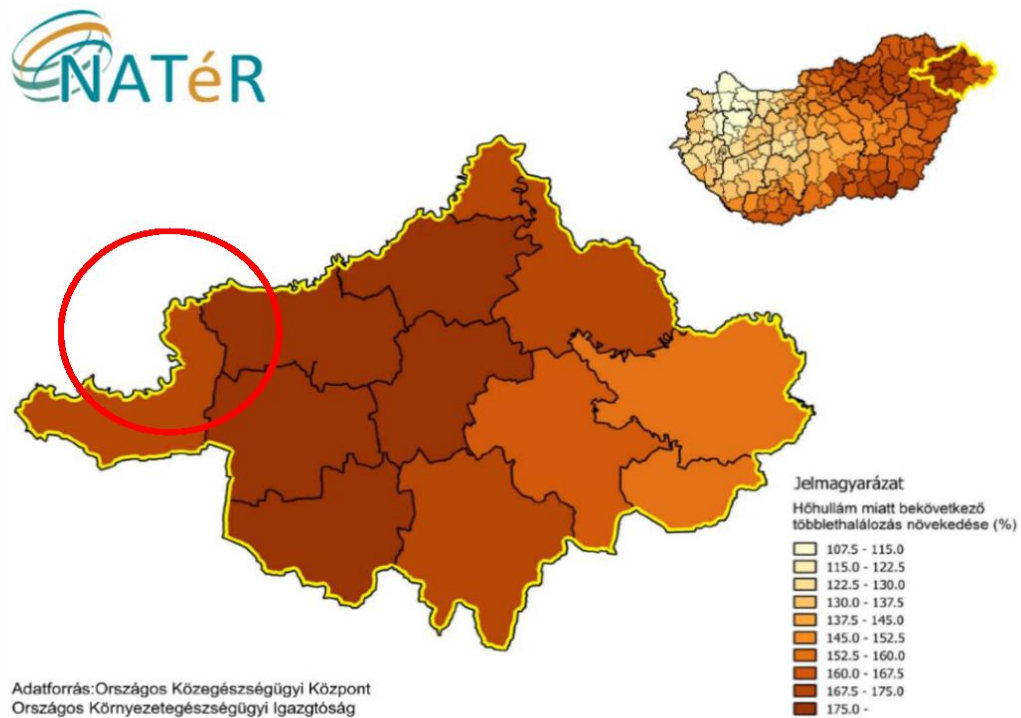 NATéR
Jelmagyarázat
Hőhullám miatt bekövetkező
többlethalálozás növekedése (%)
107.5 - 115.0
115.0 - 122.5
122.5 - 130.0
130.0 - 137.5
137.5 - 145.0
145.0 - 152.5
152.5 - 160.0
160.0 - 167.5
167.5 - 175.0
175.0 -
Adatforrás:Országos Közegészségügyi Központ
Országos Környezetegészségügyi Igazgtóság